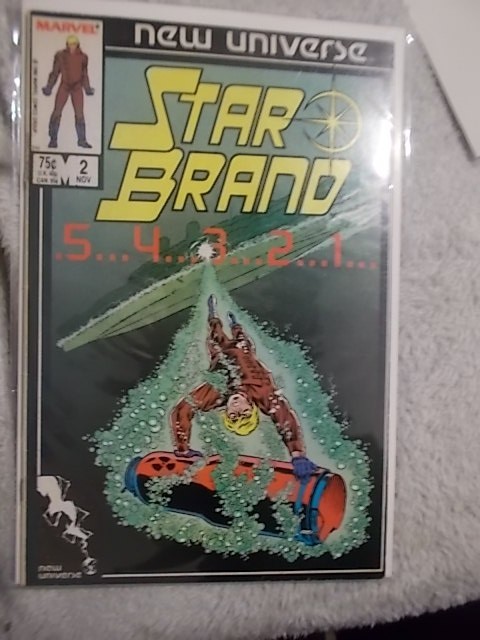 MARVEL
new universe
STAR
BRAND
75¢
2
NOV
5....4....3....2....1....
new
universe